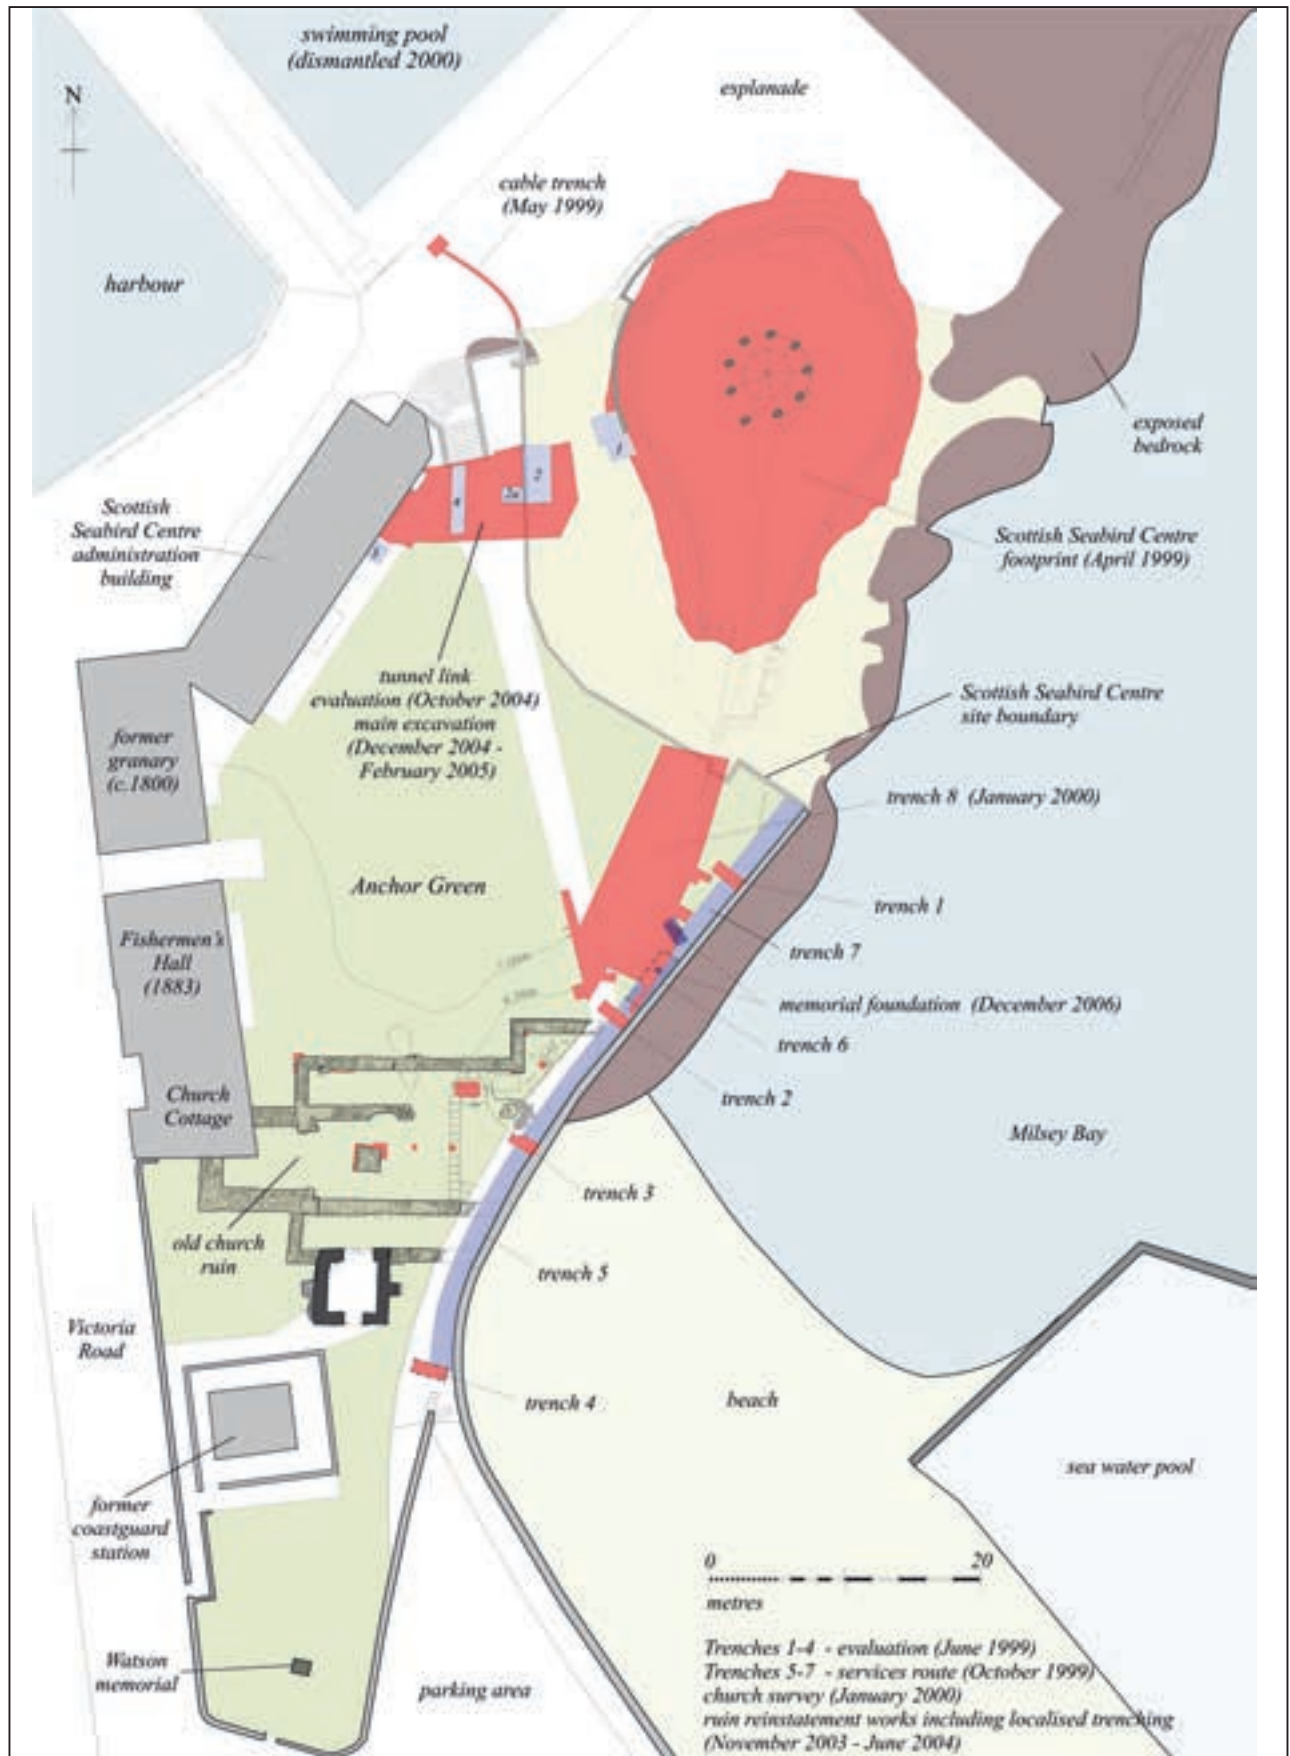 swimming pool
(dismantled 2000)
esplanade
N
cable trench
(May 1999)
harbour
exposed
bedrock
Scottish
Seabird Centre
administration
building
Scottish Seabird Centre
footprint (April 1999)
tunnel link
evaluation (October 2004)
main excavation
(December 2004 -
February 2005)
Scottish Seabird Centre
site boundary
former
granary
(c.1800)
trench 8 (January 2000)
Anchor Green
trench 1
Fishermen's
Hall
(1883)
trench 7
memorial foundation (December 2006)
trench 6
Church
Cottage
trench 2
Milsey Bay
trench 3
old church
ruin
trench 5
Victoria
Road
trench 4
beach
sea water pool
former
coastguard
station
0 20
metres
Watson
memorial
parking area
Trenches 1-4 - evaluation (June 1999)
Trenches 5-7 - services route (October 1999)
church survey (January 2000)
ruin reinstatement works including localised trenching
(November 2003 - June 2004)